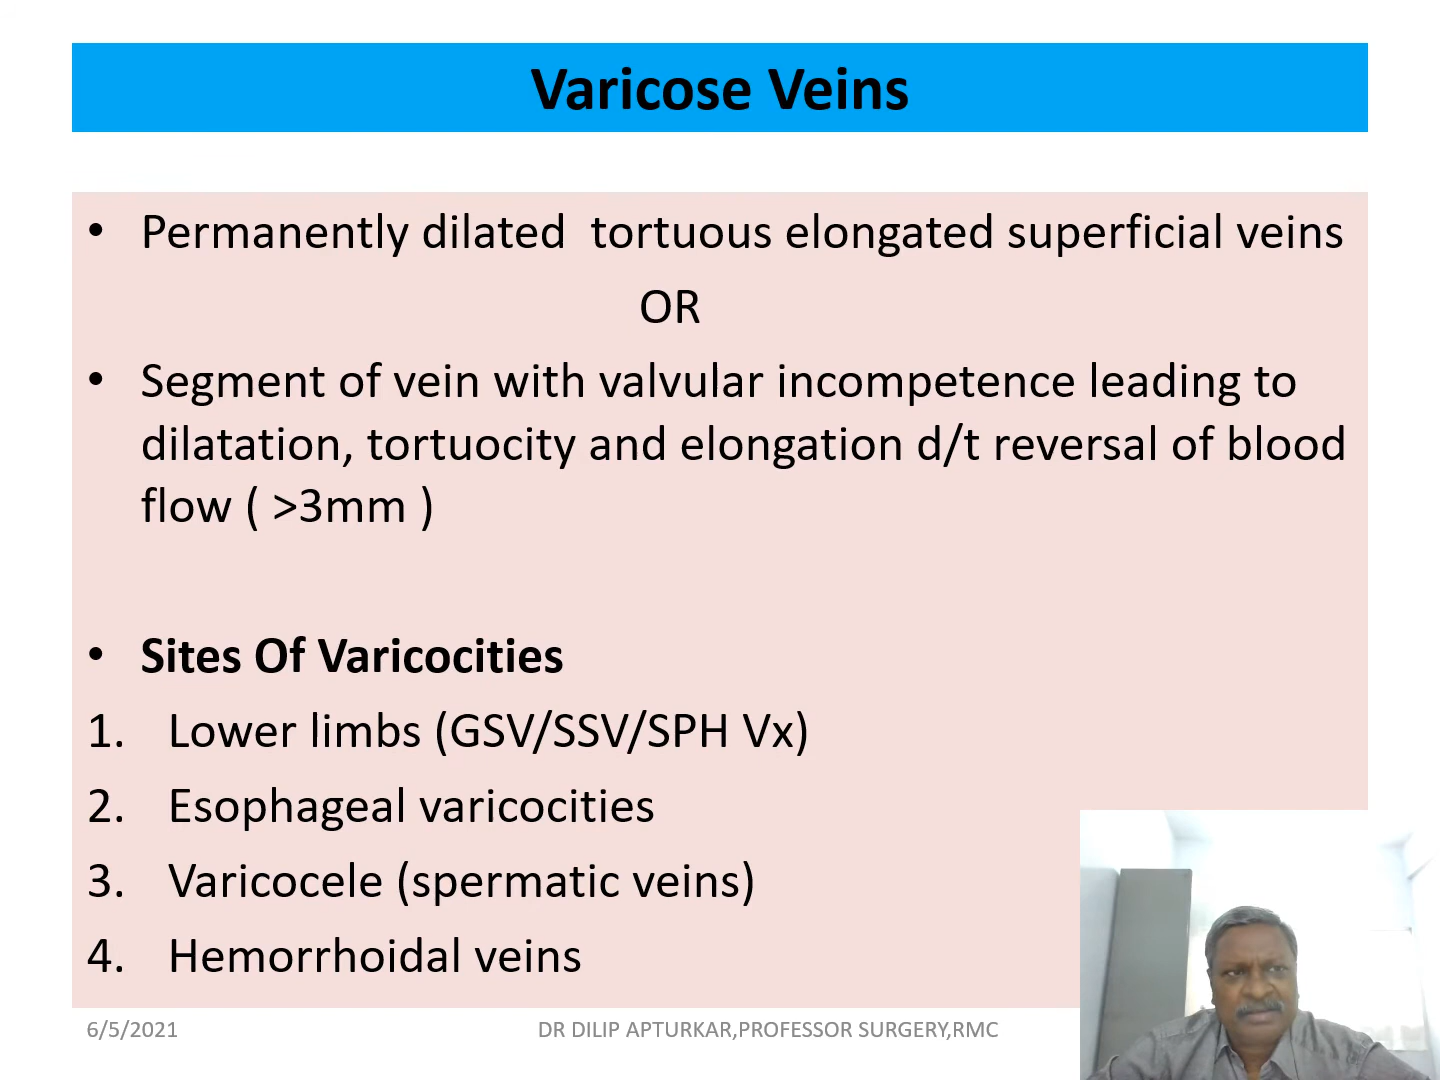 Varicose Veins
• Permanently dilated  tortuous elongated superficial veins
OR
• Segment of vein with valvular incompetence leading to
dilatation, tortuocity and elongation d/t reversal of blood
flow ( >3mm )
• Sites Of Varicocities
1. Lower limbs (GSV/SSV/SPH Vx)
2. Esophageal varicocities
3. Varicocele (spermatic veins)
4. Hemorrhoidal veins
6/5/2021
DR DILIP APTURKAR,PROFESSOR SURGERY,RMC